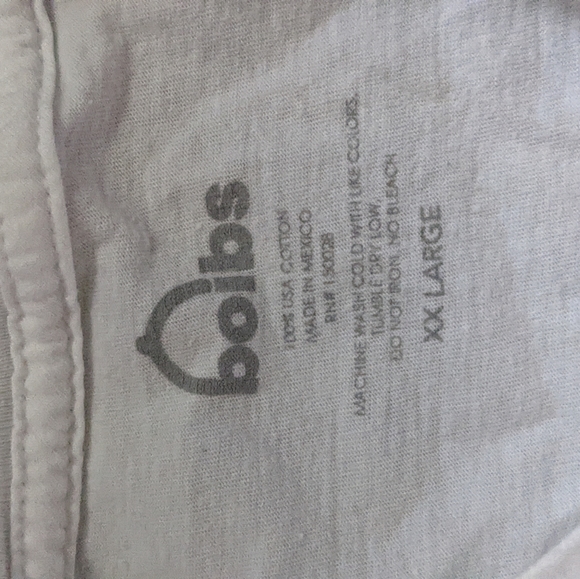 bolbs
100% USA COTTON
MADE IN MEXICO
RN# 150028
MACHINE WASH COLD WITH LIKE COLORS.
TUMBLE DRY LOW.
DO NOT IRON. NO BLEACH
XX LARGE